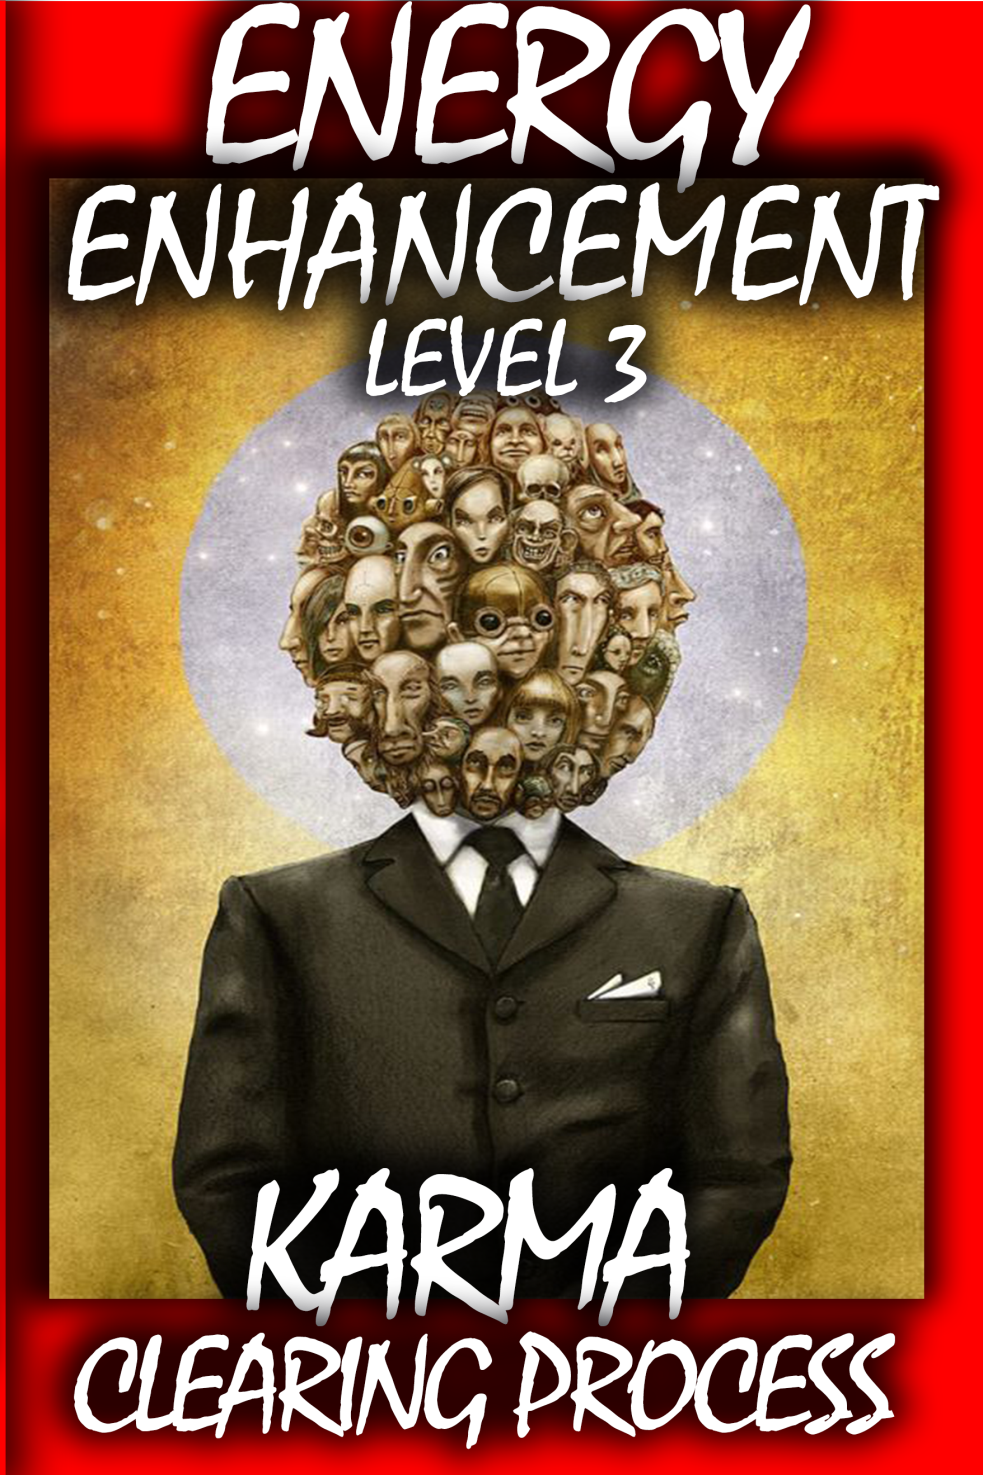 ENERGY
ENHANCEMENT
LEVEL 3
KARMA
CLEARING PROCESS